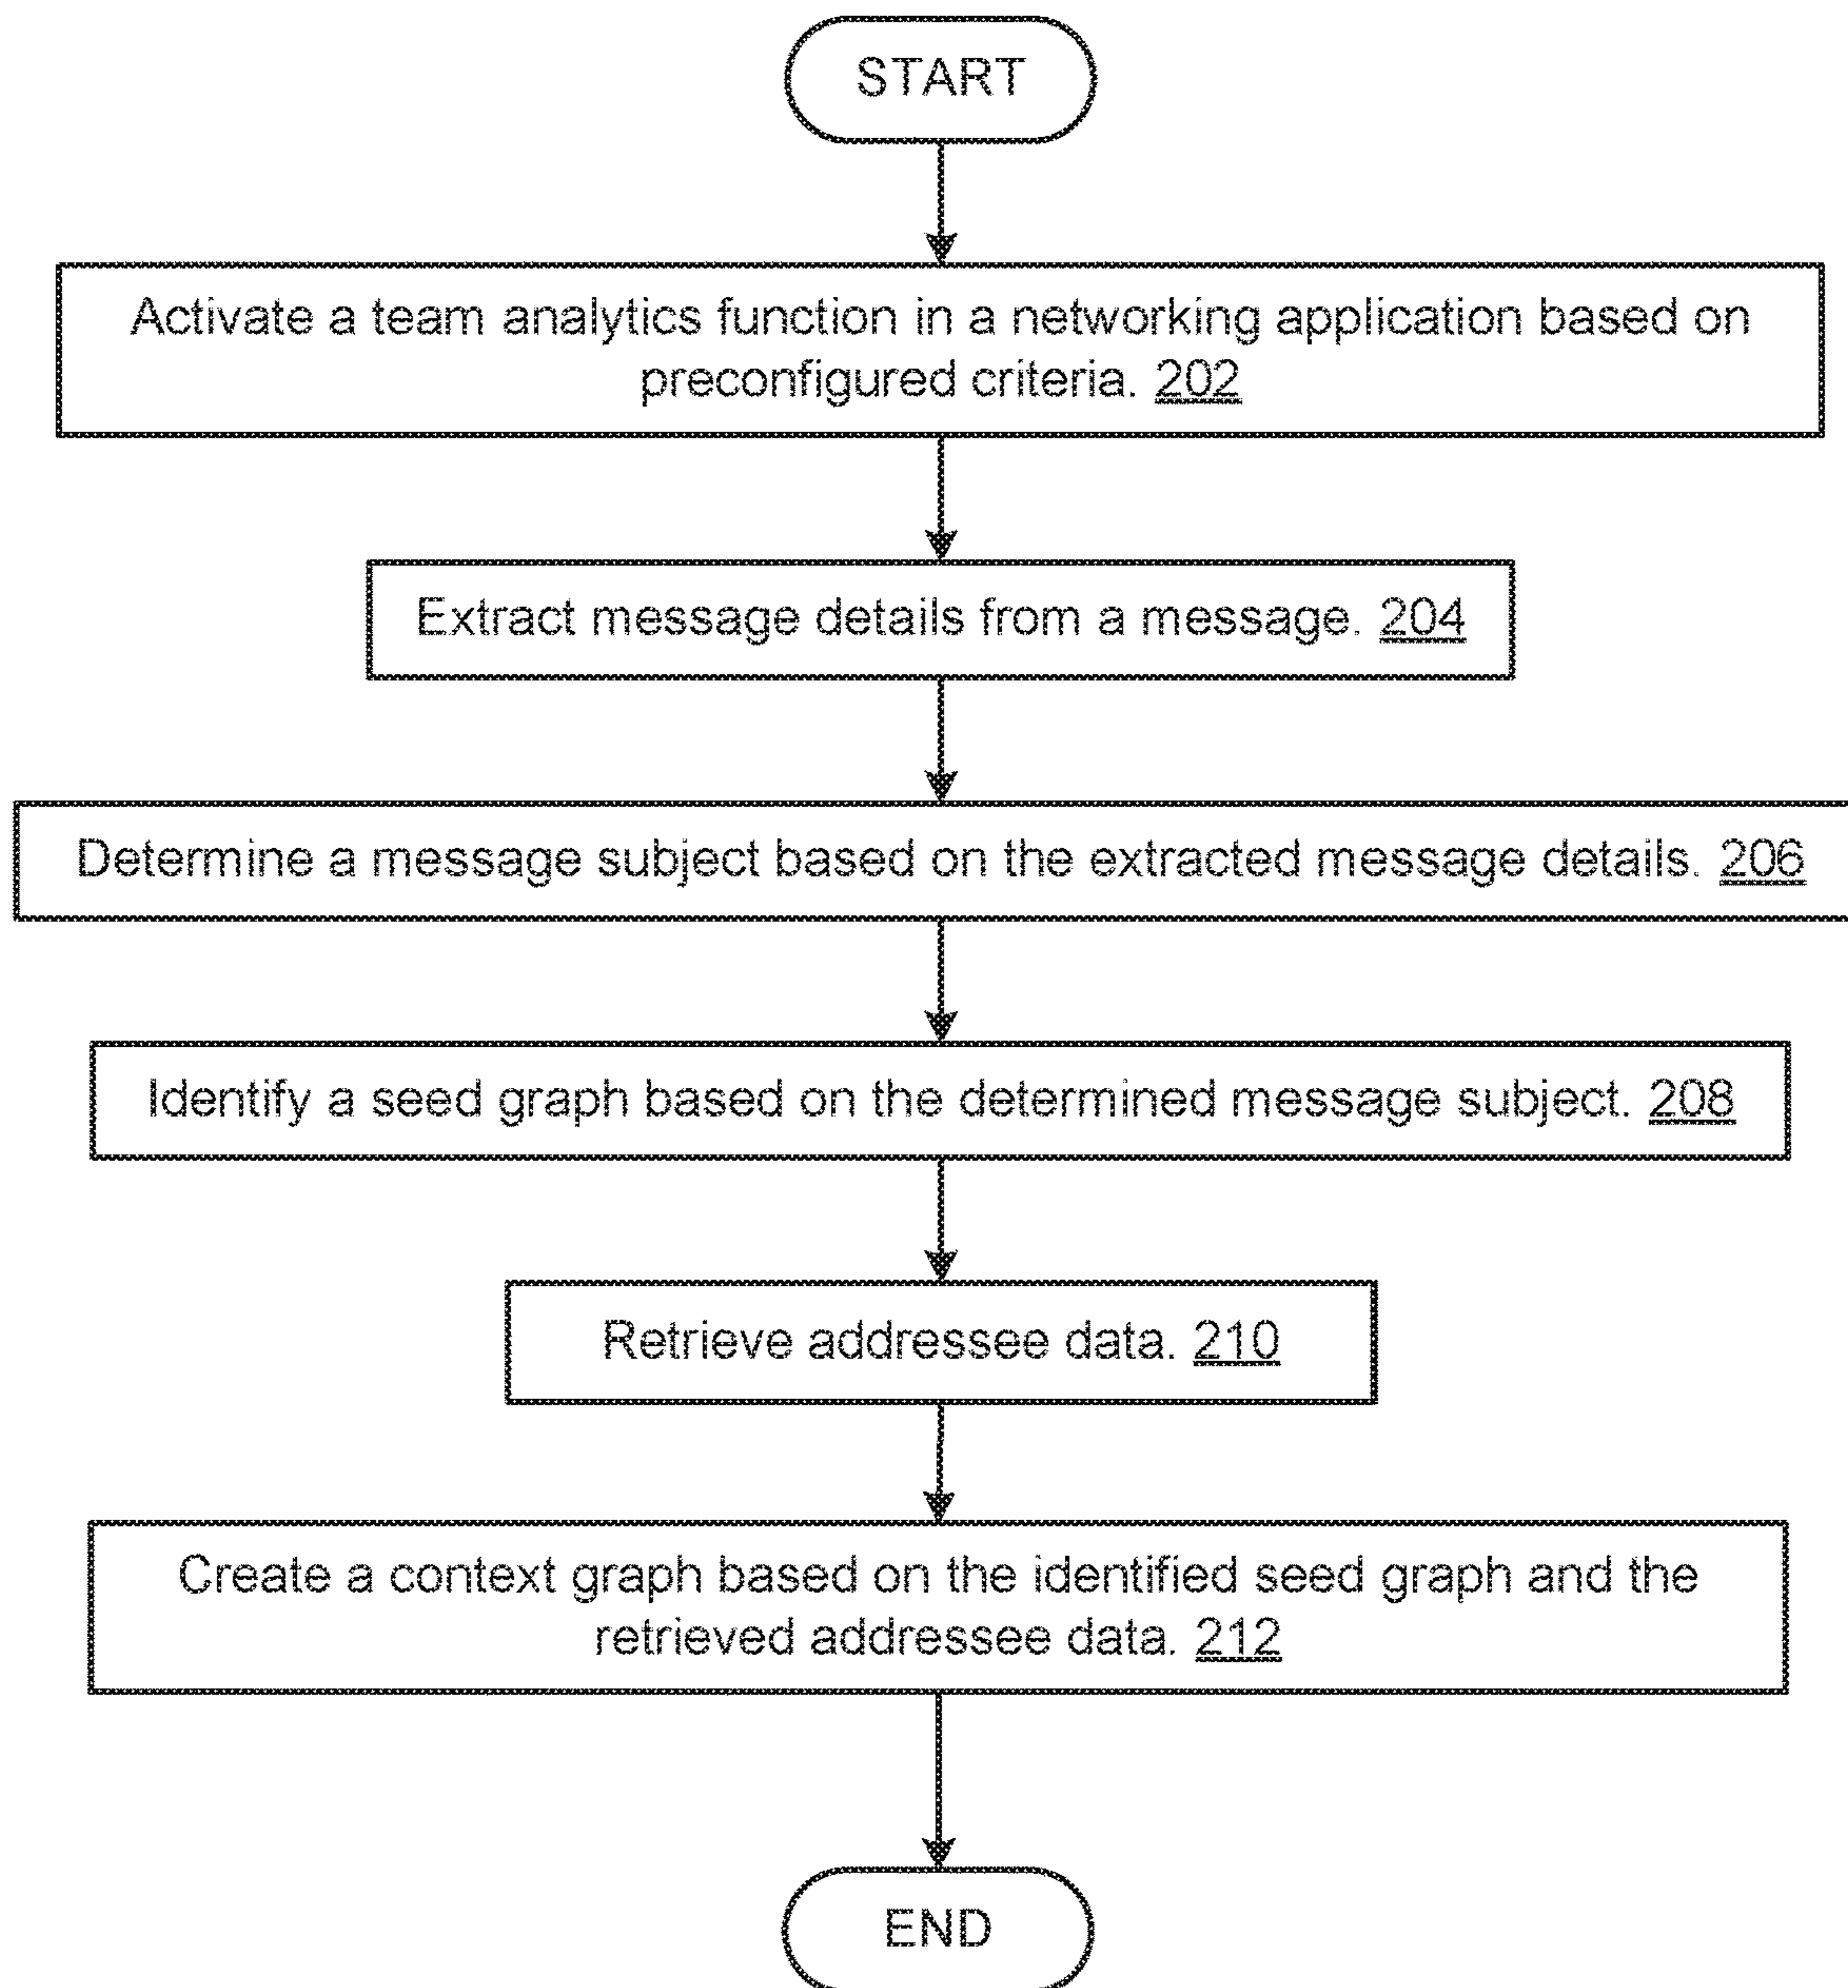 START
Activate a team analytics function in a networking application based on
preconfigured criteria. 202
Extract message details from a message. 204
Determine a message subject based on the extracted message details. 206
Identify a seed graph based on the determined message subject. 208
Retrieve addressee data. 210
Create a context graph based on the identified seed graph and the
retrieved addressee data. 212
END